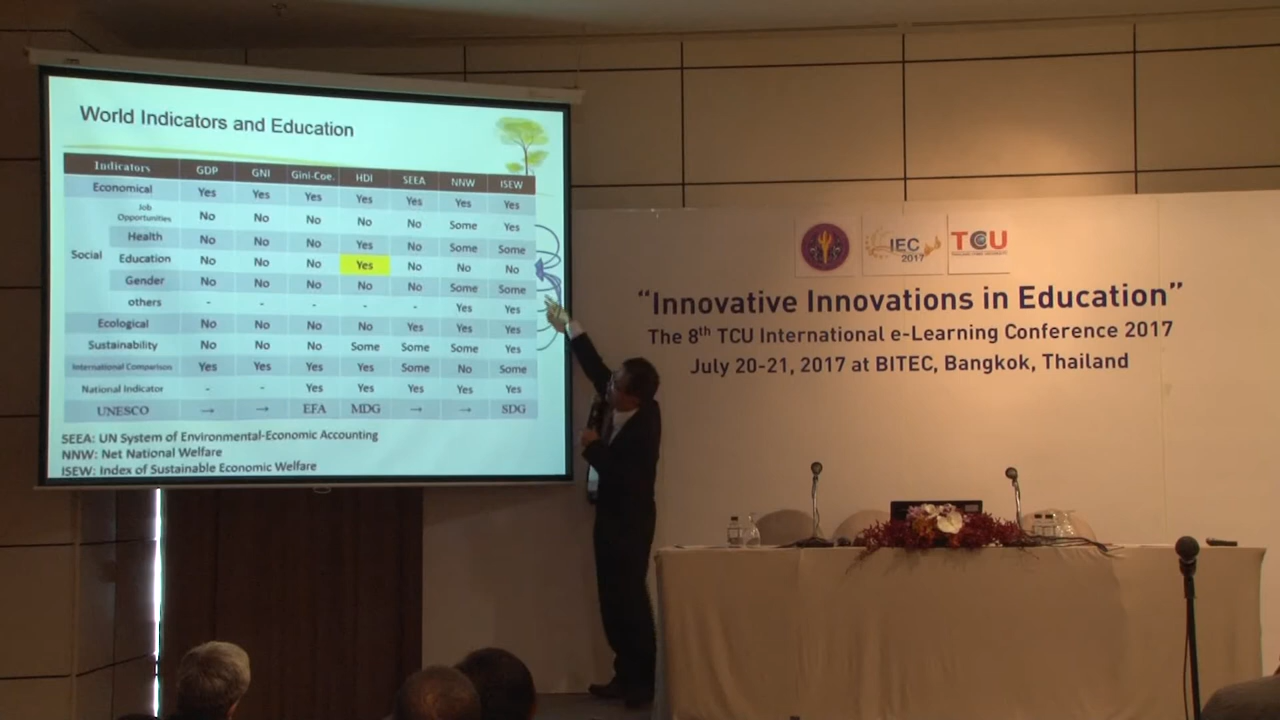 World Indicators and Education
Indicators GDP GNI Gini-Coe. HDI SEEA NNW ISEW
Economical Yes Yes Yes Yes Yes Yes Yes
Social
Job Opportunities No No No No No Some Yes
Health No No No Yes No Some Some
Education No No No Yes No No No
Gender No No No No No Some Some
others - - - - - Yes Yes
Ecological No No No No Yes Yes Yes
Sustainability No No No Some Some Some Yes
International Comparison Yes Yes Yes Yes Some No Some
National Indicator - - Yes Yes Yes Yes Yes
UNESCO → → EFA MDG → → SDG
SEEA: UN System of Environmental-Economic Accounting
NNW: Net National Welfare
ISEW: Index of Sustainable Economic Welfare
IEC
2017
TCU
“Innovative Innovations in Education”
The 8th TCU International e-Learning Conference 2017
July 20-21, 2017 at BITEC, Bangkok, Thailand